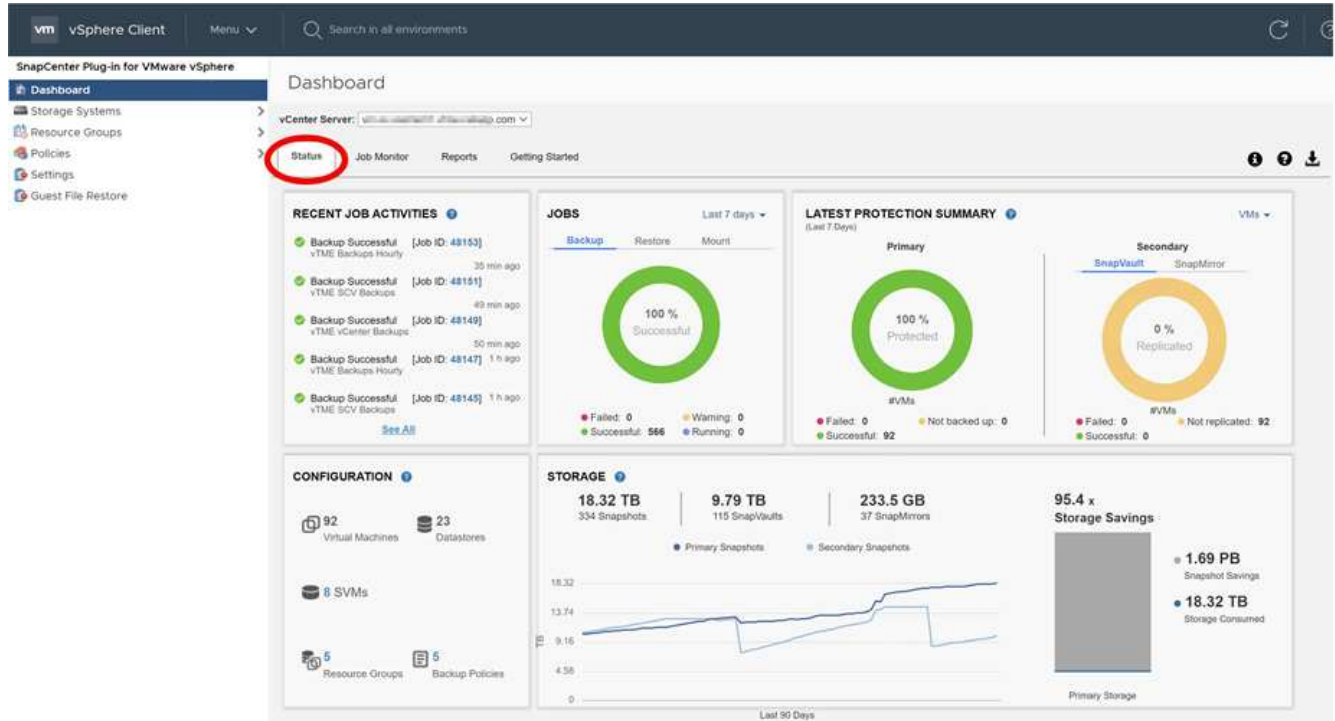 vm vSphere Client Menu Search in all environments
SnapCenter Plug-in for VMware vSphere
Dashboard
Storage Systems
Resource Groups
Policies
Settings
Guest File Restore
Dashboard
vCenter Server: .com
Status Job Monitor Reports Getting Started
RECENT JOB ACTIVITIES
Backup Successful [Job ID: 48153]
vTME Backups Hourly
35 min ago
Backup Successful [Job ID: 48151]
vTME SCV Backups
49 min ago
Backup Successful [Job ID: 48149]
vTME vCenter Backups
50 min ago
Backup Successful [Job ID: 48147] 1 h ago
vTME Backups Hourly
Backup Successful [Job ID: 48145] 1 h ago
vTME SCV Backups
See All
JOBS Last 7 days
Backup Restore Mount
100 %
Successful
Failed: 0 Warning: 0
Successful: 566 Running: 0
LATEST PROTECTION SUMMARY VMs
(Last 7 Days)
Primary
100 %
Protected
#VMs
Failed: 0 Not backed up: 0
Successful: 92
Secondary
SnapVault SnapMirror
0 %
Replicated
#VMs
Failed: 0 Not replicated: 92
Successful: 0
CONFIGURATION
92
Virtual Machines
23
Datastores
8 SVMs
5
Resource Groups
5
Backup Policies
STORAGE
18.32 TB 9.79 TB 233.5 GB
334 Snapshots 115 SnapVaults 37 SnapMirrors
Primary Snapshots Secondary Snapshots
18.32
13.74
9.16
4.58
0
TB
Last 90 Days
95.4 x
Storage Savings
1.69 PB
Snapshot Savings
18.32 TB
Storage Consumed
Primary Storage